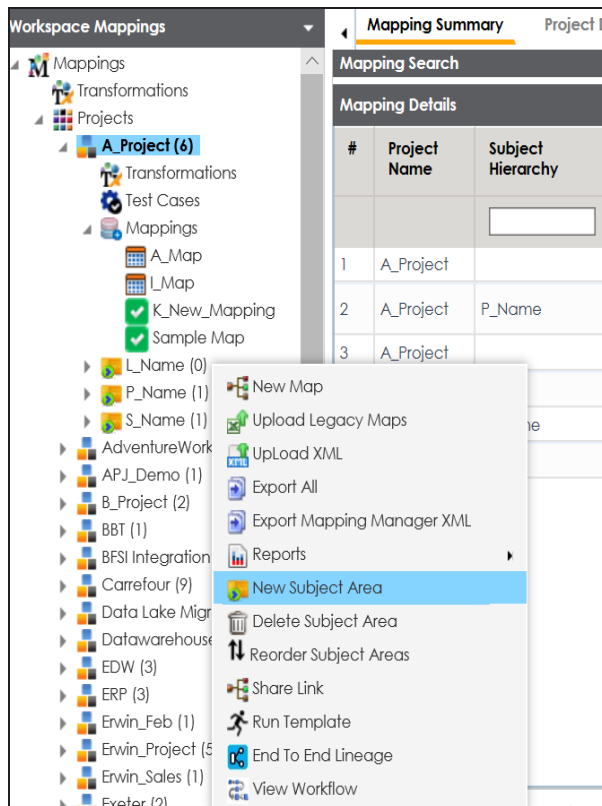 Workspace Mappings
Mappings
Transformations
Projects
A_Project (6)
Transformations
Test Cases
Mappings
A_Map
I_Map
K_New_Mapping
Sample Map
L_Name (0)
P_Name (1)
S_Name (1)
AdventureWork
APJ_Demo (1)
B_Project (2)
BBT (1)
BFSI Integration
Carrefour (9)
Data Lake Migr
Datawarehouse
EDW (3)
ERP (3)
Erwin_Feb (1)
Erwin_Project (5
Erwin_Sales (1)
Exeter (2)
Mapping Summary
Project D
Mapping Search
Mapping Details
# Project Name Subject Hierarchy
1 A_Project
2 A_Project P_Name
3 A_Project
me
New Map
Upload Legacy Maps
UpLoad XML
Export All
Export Mapping Manager XML
Reports
New Subject Area
Delete Subject Area
Reorder Subject Areas
Share Link
Run Template
End To End Lineage
View Workflow